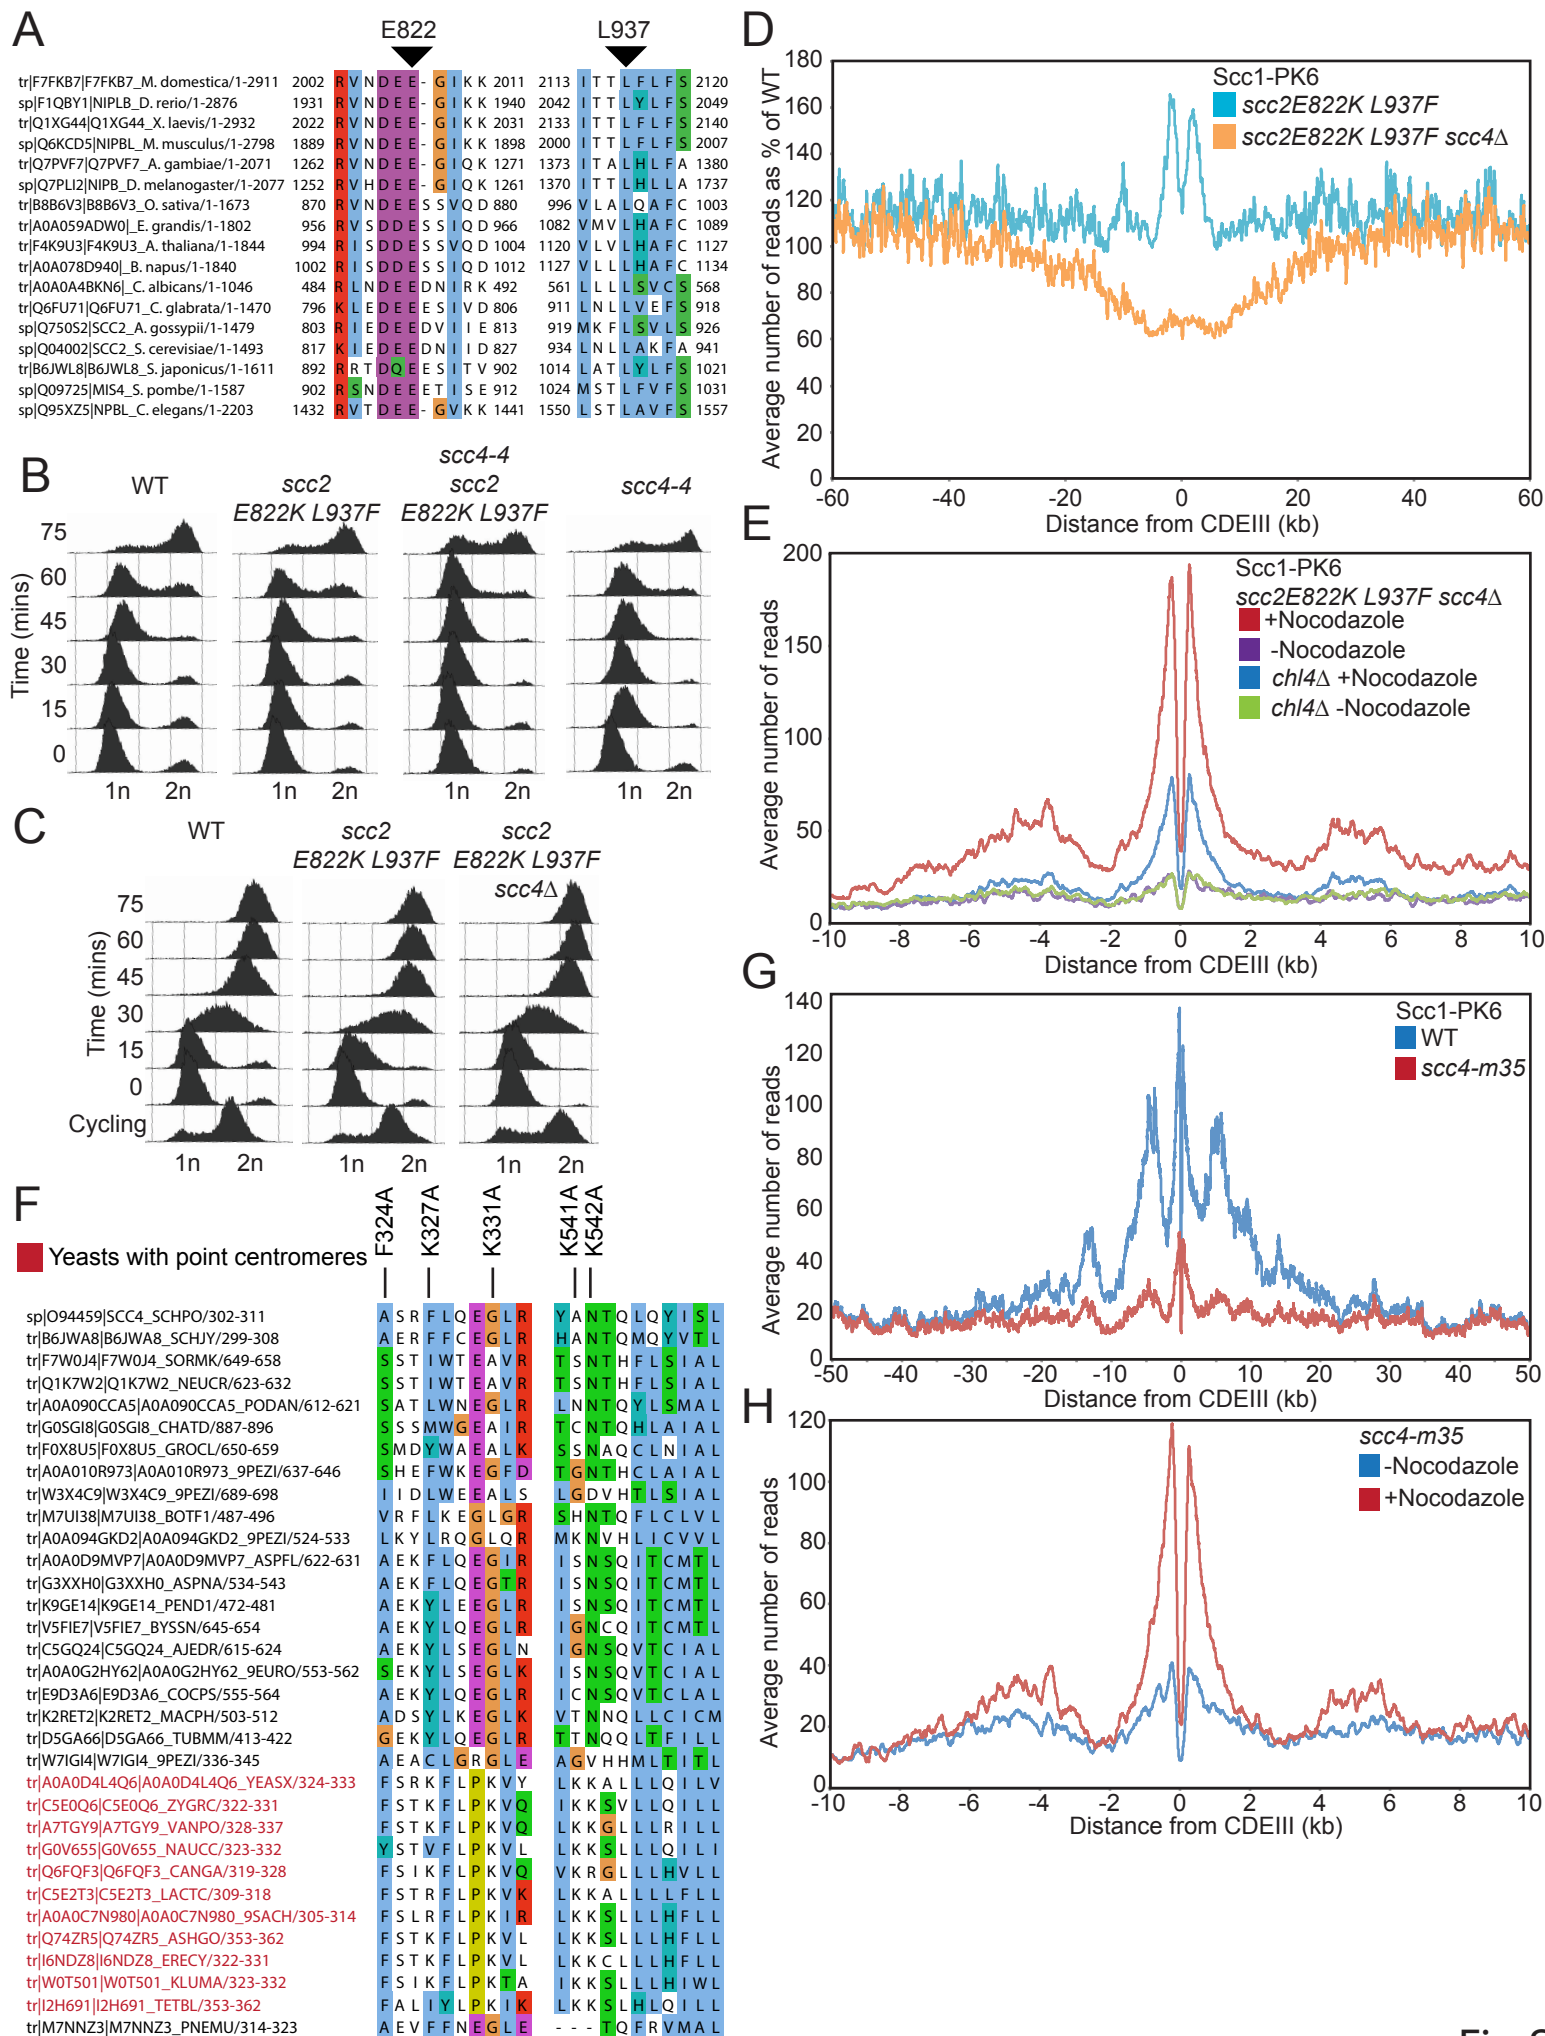 A
E822 L937
tr|F7FKB7|F7FKB7_M. domestica/1-2911 2002 R V N D E E - G I K K 2011 2113 I T T L F L F S 2120
sp|F1QBY1|NIPLB_D. rerio/1-2876 1931 R V N D E E - G I K K 1940 2042 I T T L Y L F S 2049
tr|Q1XG44|Q1XG44_X. laevis/1-2932 2022 R V N D E E - G I K K 2031 2133 I T T L F L F S 2140
sp|Q6KCD5|NIPBL_M. musculus/1-2798 1889 R V N D E E - G I K K 1898 2000 I T T L F L F S 2007
tr|Q7PVF7|Q7PVF7_A. gambiae/1-2071 1262 R V N D E E - G I Q K 1271 1373 I T A L H L F A 1380
sp|Q7PLI2|NIPB_D. melanogaster/1-2077 1252 R V H D E E - G I Q K 1261 1370 I T T L H L L A 1737
tr|B8B6V3|B8B6V3_O. sativa/1-1673 870 R V N D E E S S V Q D 880 996 V L A L Q A F C 1003
tr|A0A059ADW0|_E. grandis/1-1802 956 R V S D D E S S I Q D 966 1082 V M V L H A F C 1089
tr|F4K9U3|F4K9U3_A. thaliana/1-1844 994 R I S D D E S S V Q D 1004 1120 V L V L H A F C 1127
tr|A0A078D940|_B. napus/1-1840 1002 R I S D D E S S I Q D 1012 1127 V L L L H A F C 1134
tr|A0A0A4BKN6|_C. albicans/1-1046 484 R L N D E E D N I R K 492 561 L L L L S V C S 568
tr|Q6FU71|Q6FU71_C. glabrata/1-1470 796 K L E D E E E S I V D 806 911 L N L L V E F S 918
sp|Q750S2|SCC2_A. gossypii/1-1479 803 R I E D E E D V I I E 813 919 M K F L S V L S 926
sp|Q04002|SCC2_S. cerevisiae/1-1493 817 K I E D E E D N I I D 827 934 L N L L A K F A 941
tr|B6JWL8|B6JWL8_S. japonicus/1-1611 892 R R T D Q E E S I T V 902 1014 L A T L Y L F S 1021
sp|Q09725|MIS4_S. pombe/1-1587 902 R S N D E E E T I S E 912 1024 M S T L F V F S 1031
sp|Q95XZ5|NPBL_C. elegans/1-2203 1432 R V T D E E - G V K K 1441 1550 L S T L A V F S 1557
B
WT
scc2
E822K L937F
scc4-4
scc2
E822K L937F
scc4-4
Time (mins)
75
60
45
30
15
0
1n 2n 1n 2n 1n 2n 1n 2n
C
WT
scc2
E822K L937F
scc2
E822K L937F
scc4Δ
Time (mins)
75
60
45
30
15
0
Cycling
1n 2n 1n 2n 1n 2n
D
Average number of reads as % of WT
180
160
140
120
100
80
60
40
20
0
Scc1-PK6
scc2E822K L937F
scc2E822K L937F scc4Δ
-60 -40 -20 0 20 40 60
Distance from CDEIII (kb)
E
Average number of reads
200
150
100
50
0
Scc1-PK6
scc2E822K L937F scc4Δ
+Nocodazole
-Nocodazole
chl4Δ +Nocodazole
chl4Δ -Nocodazole
-10 -8 -6 -4 -2 0 2 4 6 8 10
Distance from CDEIII (kb)
F
Yeasts with point centromeres
F324A K327A K331A K541A K542A
sp|O94459|SCC4_SCHPO/302-311 A S R F L Q E G L R Y A N T Q L Q Y I S L
tr|B6JWA8|B6JWA8_SCHJY/299-308 A E R F F C E G L R H A N T Q M Q Y V T L
tr|F7W0J4|F7W0J4_SORMK/649-658 S S T I W T E A V R T S N T H F L S I A L
tr|Q1K7W2|Q1K7W2_NEUCR/623-632 S S T I W T E A V R T S N T H F L S I A L
tr|A0A090CCA5|A0A090CCA5_PODAN/612-621 S A T L W N E G L R L N N T Q Y L S M A L
tr|G0SGI8|G0SGI8_CHATD/887-896 S S S M W G E A I R T C N T Q H L A I A L
tr|F0X8U5|F0X8U5_GROCL/650-659 S M D Y W A E A L K S S N A Q C L N I A L
tr|A0A010R973|A0A010R973_9PEZI/637-646 S H E F W K E G F D T G N T H C L A I A L
tr|W3X4C9|W3X4C9_9PEZI/689-698 I I D L W E E A L S L G D V H T L S I A L
tr|M7UI38|M7UI38_BOTF1/487-496 V R F L K E G L G R S H N T Q F L C L V L
tr|A0A094GKD2|A0A094GKD2_9PEZI/524-533 L K Y L R Q G L Q R M K N V H L I C V V L
tr|A0A0D9MVP7|A0A0D9MVP7_ASPFL/622-631 A E K F L Q E G I R I S N S Q I T C M T L
tr|G3XXH0|G3XXH0_ASPNA/534-543 A E K F L Q E G T R I S N S Q I T C M T L
tr|K9GE14|K9GE14_PEND1/472-481 A E K Y L E E G L R I S N S Q I T C M T L
tr|V5FIE7|V5FIE7_BYSSN/645-654 A E K Y L Q E G L R I G N C Q I T C M T L
tr|C5GQ24|C5GQ24_AJEDR/615-624 A E K Y L S E G L N I G N S Q V T C I A L
tr|A0A0G2HY62|A0A0G2HY62_9EURO/553-562 S E K Y L S E G L K I S N S Q V T C I A L
tr|E9D3A6|E9D3A6_COCPS/555-564 A E K Y L Q E G L R I C N S Q V T C L A L
tr|K2RET2|K2RET2_MACPH/503-512 A D S Y L K E G L K V T N N Q L L C I C M
tr|D5GA66|D5GA66_TUBMM/413-422 G E K Y L Q E G L R T T N Q Q L T F I L L
tr|W7IGI4|W7IGI4_9PEZI/336-345 A E A C L G R G L E A G V H H M L T I T L
tr|A0A0D4L4Q6|A0A0D4L4Q6_YEASX/324-333 F S R K F L P K V Y L K K A L L L Q I L V
tr|C5E0Q6|C5E0Q6_ZYGRC/322-331 F S T K F L P K V Q I K K S V L L Q I L L
tr|A7TGY9|A7TGY9_VANPO/328-337 F S T K F L P K V Q L K K G L L L R I L L
tr|G0V655|G0V655_NAUCC/323-332 Y S T V F L P K V L L K K S L L L Q I L I
tr|Q6FQF3|Q6FQF3_CANGA/319-328 F S I K F L P K V Q V K R G L L L H V L L
tr|C5E2T3|C5E2T3_LACTC/309-318 F S T R F L P K V K L K K A L L L L F L L
tr|A0A0C7N980|A0A0C7N980_9SACH/305-314 F S L R F L P K I R L K K S L L L H F L L
tr|Q74ZR5|Q74ZR5_ASHGO/353-362 F S T K F L P K V L L K K S L L L H F L L
tr|I6NDZ8|I6NDZ8_ERECY/322-331 F S T K F L P K V L L K K C L L L H F L L
tr|W0T501|W0T501_KLUMA/323-332 F S I K F L P K T A I K K S L L L H I W L
tr|I2H691|I2H691_TETBL/353-362 F A L I Y L P K I K L K K S L H L Q I L L
tr|M7NNZ3|M7NNZ3_PNEMU/314-323 A E V F F N E G L E - - - T Q F R V M A L
G
Average number of reads
140
120
100
80
60
40
20
0
Scc1-PK6
WT
scc4-m35
-50 -40 -30 -20 -10 0 10 20 30 40 50
Distance from CDEIII (kb)
H
Average number of reads
120
100
80
60
40
20
0
scc4-m35
-Nocodazole
+Nocodazole
-10 -8 -6 -4 -2 0 2 4 6 8 10
Distance from CDEIII (kb)